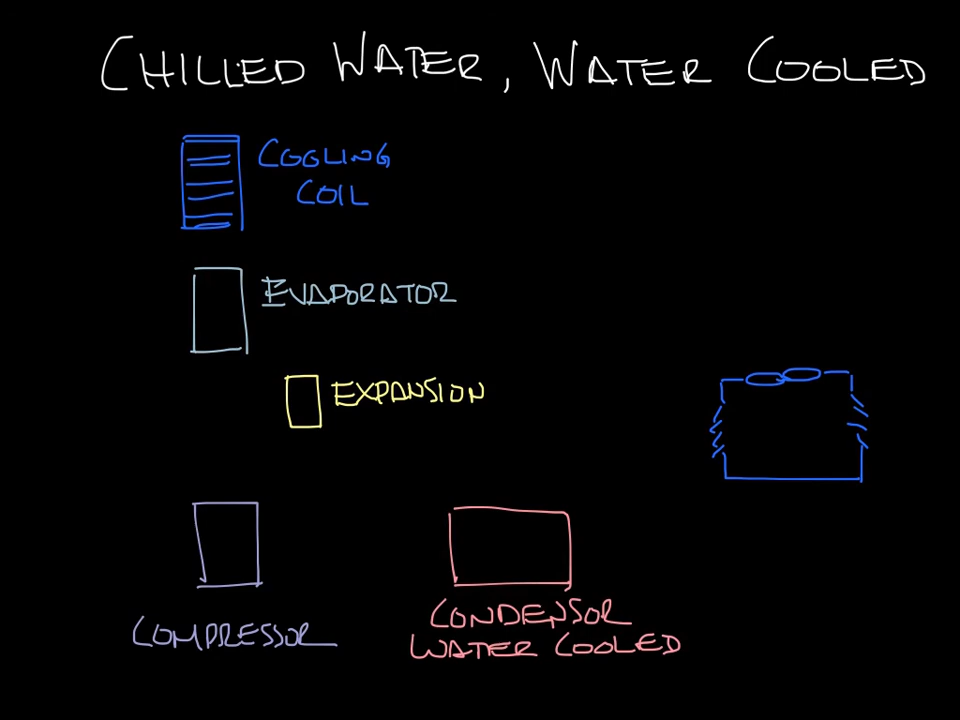 CHILLED WATER, WATER COOLED
COOLING
COIL
EVAPORATOR
EXPANSION
COMPRESSOR
CONDENSOR
WATER COOLED